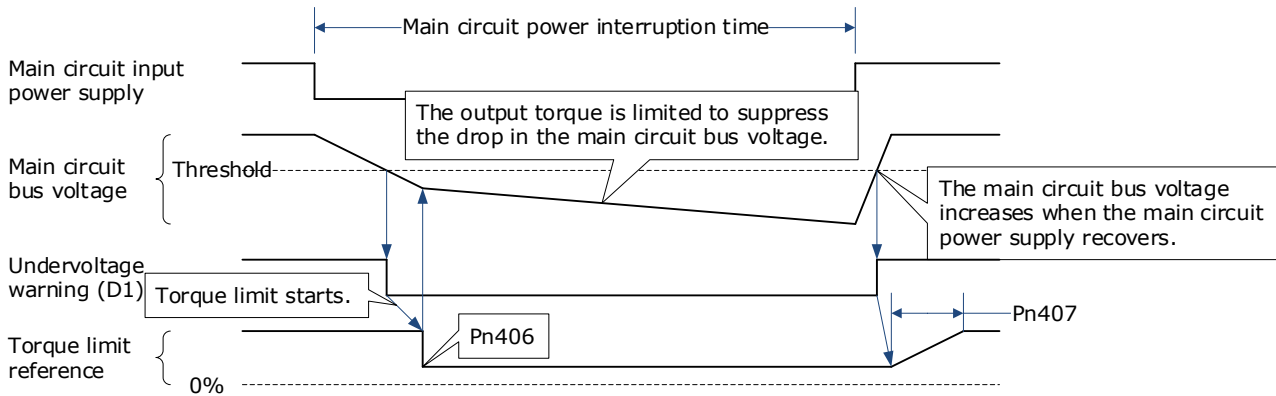 Main circuit power interruption time
Main circuit input
power supply
The output torque is limited to suppress
the drop in the main circuit bus voltage.
Main circuit
bus voltage
Threshold
The main circuit bus voltage
increases when the main circuit
power supply recovers.
Undervoltage
warning (D1)
Torque limit starts.
Pn407
Pn406
Torque limit
reference
0%